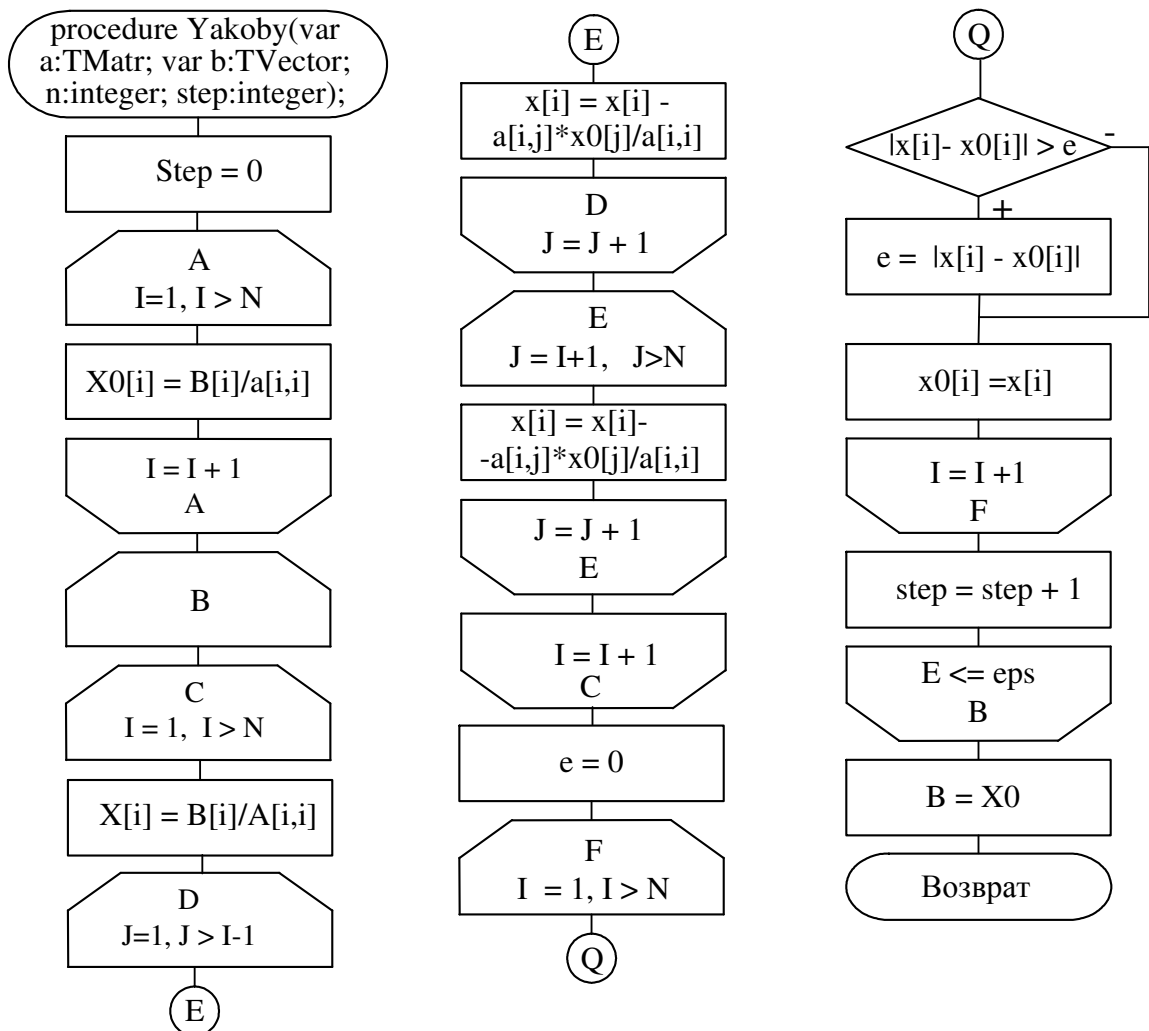 procedure Yakoby(var
a:TMatr; var b:TVector;
n:integer; step:integer);
Step = 0
A
I=1, I > N
X0[i] = B[i]/a[i,i]
I = I + 1
A
B
C
I = 1, I > N
X[i] = B[i]/A[i,i]
D
J=1, J > I-1
E
E
x[i] = x[i] -
a[i,j]*x0[j]/a[i,i]
D
J = J + 1
E
J = I+1, J>N
x[i] = x[i]-
-a[i,j]*x0[j]/a[i,i]
J = J + 1
E
I = I + 1
C
e = 0
F
I = 1, I > N
Q
Q
|x[i]- x0[i]| > e
-
+
e = |x[i] - x0[i]|
x0[i] =x[i]
I = I +1
F
step = step + 1
E <= eps
B
B = X0
Возврат